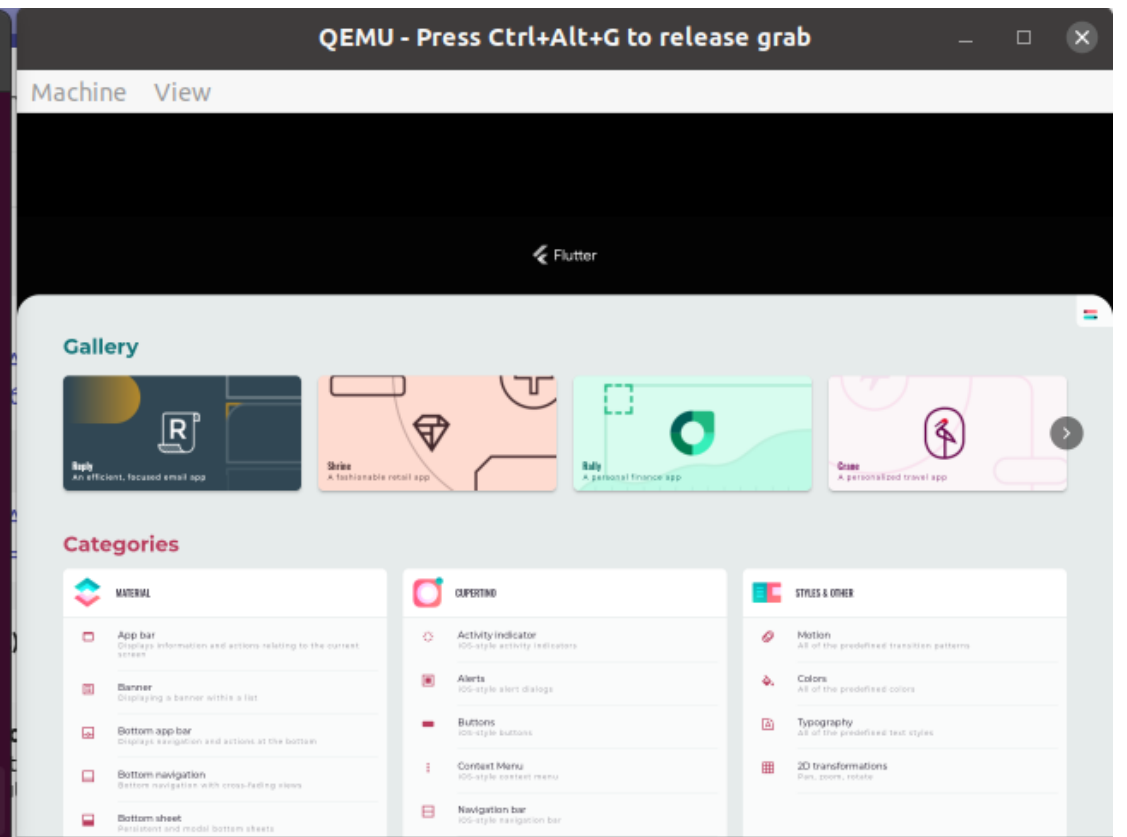 QEMU - Press Ctrl+Alt+G to release grab
Machine View
Flutter
Gallery
R
Reply
An efficient, focused email app
Shrine
A fashionable retail app
Rally
A personal finance app
Crane
A personalized travel app
Categories
MATERIAL
App bar
Displays information and actions relating to the current
screen
Banner
Displaying a banner within a list
Bottom app bar
Displays navigation and actions at the bottom
Bottom navigation
Bottom navigation with cross-fading views
Bottom sheet
Persistent and modal bottom sheets
CUPERTINO
Activity indicator
iOS-style activity indicators
Alerts
iOS-style alert dialogs
Buttons
iOS-style buttons
Context Menu
iOS-style context menu
Navigation bar
iOS-style navigation bar
STYLES & OTHER
Motion
All of the predefined transition patterns
Colors
All of the predefined colors
Typography
All of the predefined text styles
2D transformations
Pan, zoom, rotate